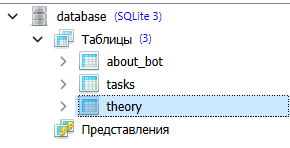 database (SQLite 3)
Таблицы (3)
about_bot
tasks
theory
Представления